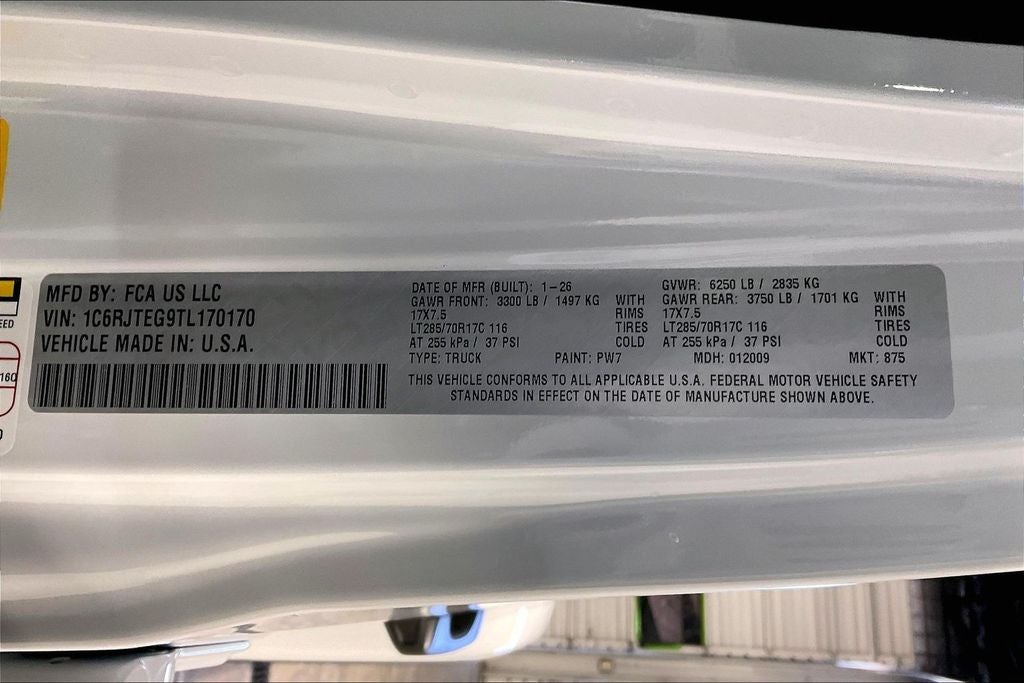 MFD BY: FCA US LLC
VIN: 1C6RJTEG9TL170170
VEHICLE MADE IN: U.S.A.
DATE OF MFR (BUILT): 1-26
GAWR FRONT: 3300 LB / 1497 KG WITH
17X7.5 RIMS
LT285/70R17C 116 TIRES
AT 255 kPa / 37 PSI COLD
GVWR: 6250 LB / 2835 KG
GAWR REAR: 3750 LB / 1701 KG WITH
17X7.5 RIMS
LT285/70R17C 116 TIRES
AT 255 kPa / 37 PSI COLD
TYPE: TRUCK PAINT: PW7 MDH: 012009 MKT: 875
THIS VEHICLE CONFORMS TO ALL APPLICABLE U.S.A. FEDERAL MOTOR VEHICLE SAFETY
STANDARDS IN EFFECT ON THE DATE OF MANUFACTURE SHOWN ABOVE.
160